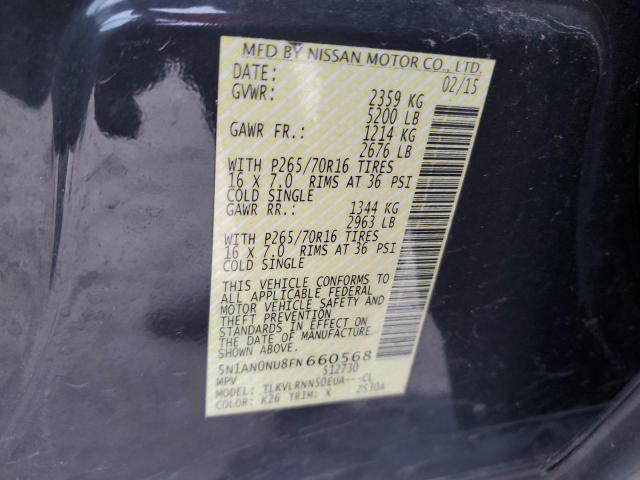 MFD BY NISSAN MOTOR CO., LTD.
DATE: 02/15
GVWR: 2359 KG
5200 LB
GAWR FR.: 1214 KG
2676 LB
WITH P265/70R16 TIRES
16 X 7.0 RIMS AT 36 PSI
COLD SINGLE
GAWR RR.: 1344 KG
2963 LB
WITH P265/70R16 TIRES
16 X 7.0 RIMS AT 36 PSI
COLD SINGLE
THIS VEHICLE CONFORMS TO
ALL APPLICABLE FEDERAL
MOTOR VEHICLE SAFETY AND
THEFT PREVENTION
STANDARDS IN EFFECT ON
THE DATE OF MANUFACTURE
SHOWN ABOVE.
5N1AN0NU8FN660568
MPV 512730
MODEL: TLKVLRNN50EUA---CL
COLOR: K26 TRIM: X 2530A